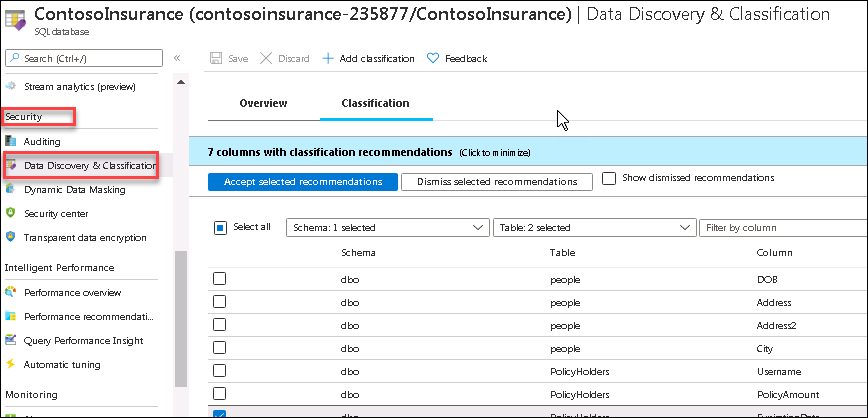 ContosoInsurance (contosoinsurance-235877/ContosoInsurance) | Data Discovery & Classification
SQL database
Search (Ctrl+/)
«
Save
Discard
Add classification
Feedback
Stream analytics (preview)
Security
Auditing
Data Discovery & Classification
Dynamic Data Masking
Security center
Transparent data encryption
Intelligent Performance
Performance overview
Performance recommendati...
Query Performance Insight
Automatic tuning
Monitoring
Overview
Classification
7 columns with classification recommendations (Click to minimize)
Accept selected recommendations
Dismiss selected recommendations
Show dismissed recommendations
Select all
Schema: 1 selected
Table: 2 selected
Filter by column
Schema Table Column
dbo people DOB
dbo people Address
dbo people Address2
dbo people City
dbo PolicyHolders Username
dbo PolicyHolders PolicyAmount
dbo PolicyHolders ExpirationDate